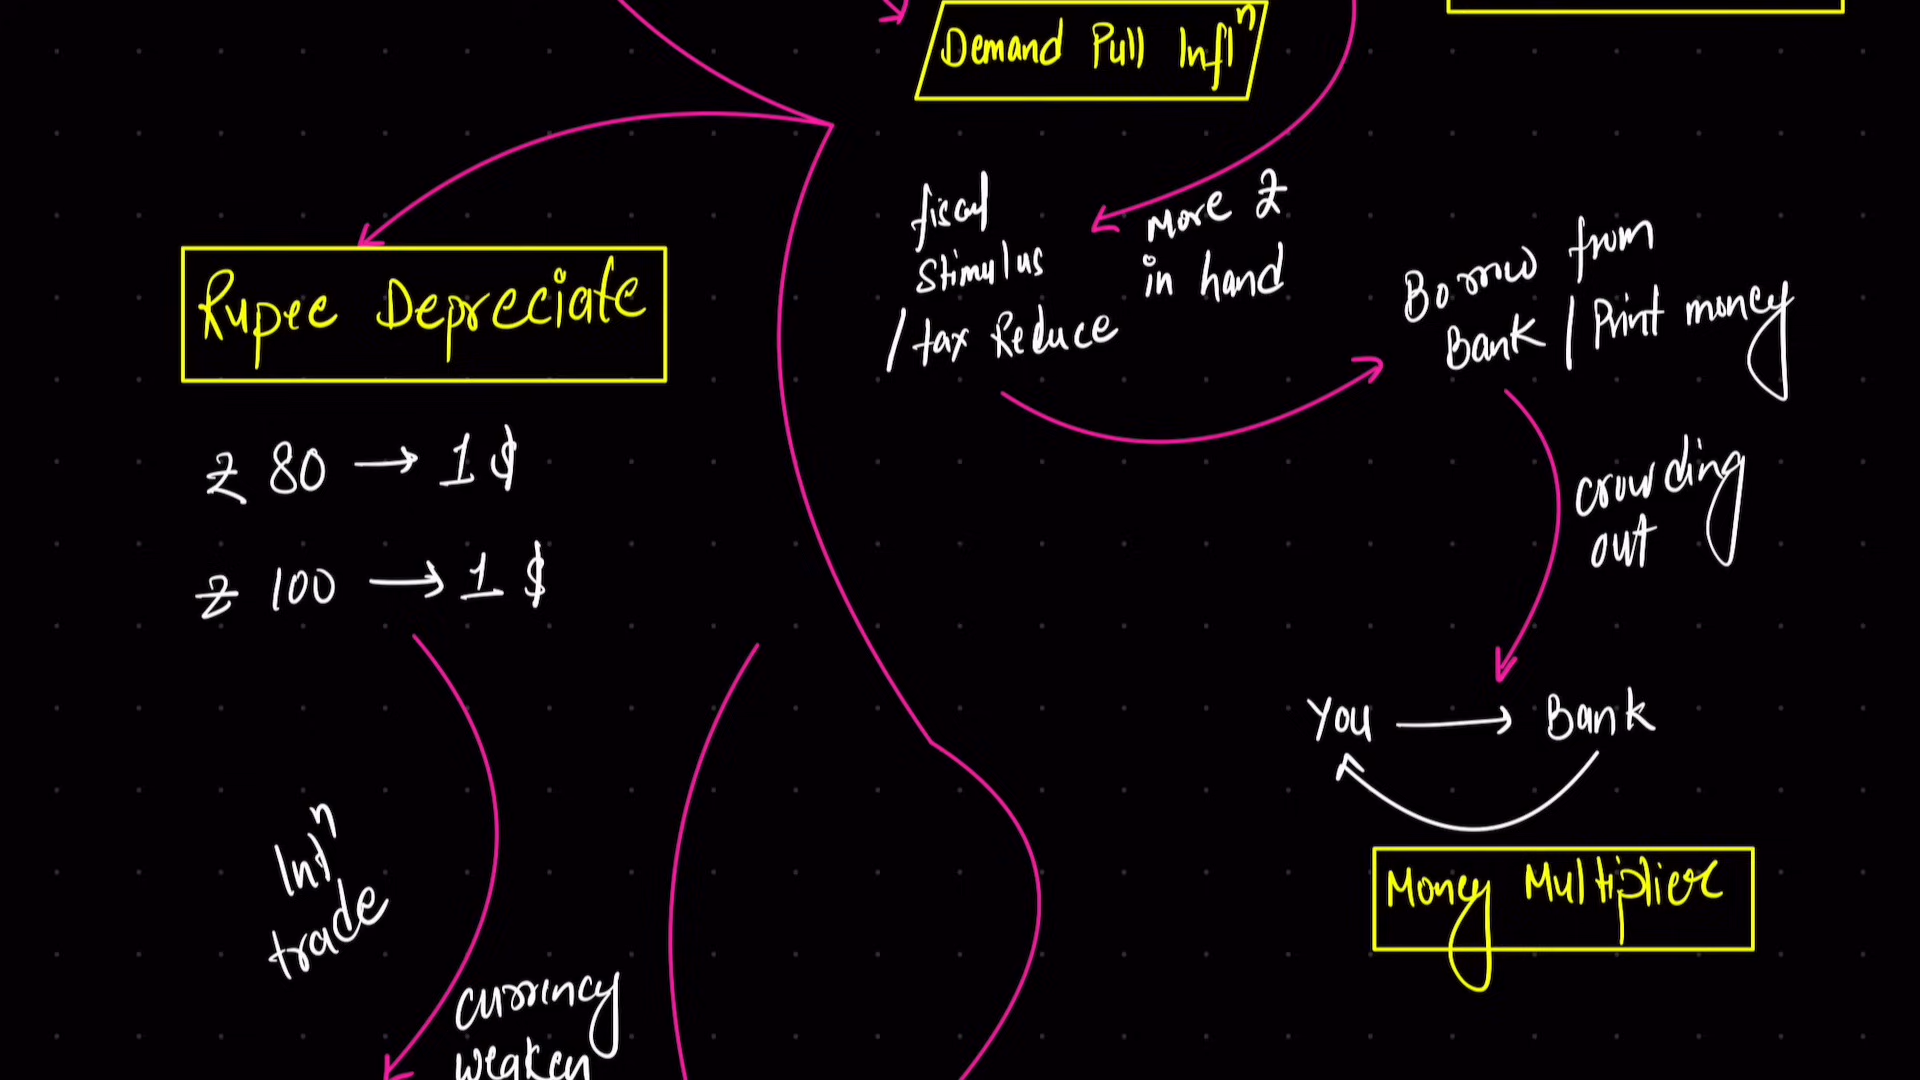 Demand Pull Inflⁿ
fiscal
Stimulus
/ tax Reduce
More ₹
in hand
Borrow from
Bank / Print money
Rupee Depreciate
₹ 80 → 1 $
₹ 100 → 1 $
crowding
out
You → Bank
Money Multiplier
Intⁿ
trade
currency
weaken